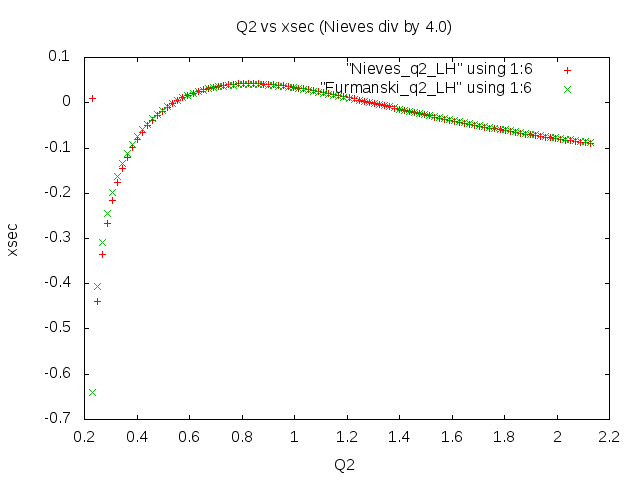 Q2 vs xsec (Nieves div by 4.0)
"Nieves_q2_LH" using 1:6
"Furmanski_q2_LH" using 1:6
0.1
0
-0.1
-0.2
-0.3
-0.4
-0.5
-0.6
-0.7
xsec
0.2 0.4 0.6 0.8 1 1.2 1.4 1.6 1.8 2 2.2
Q2